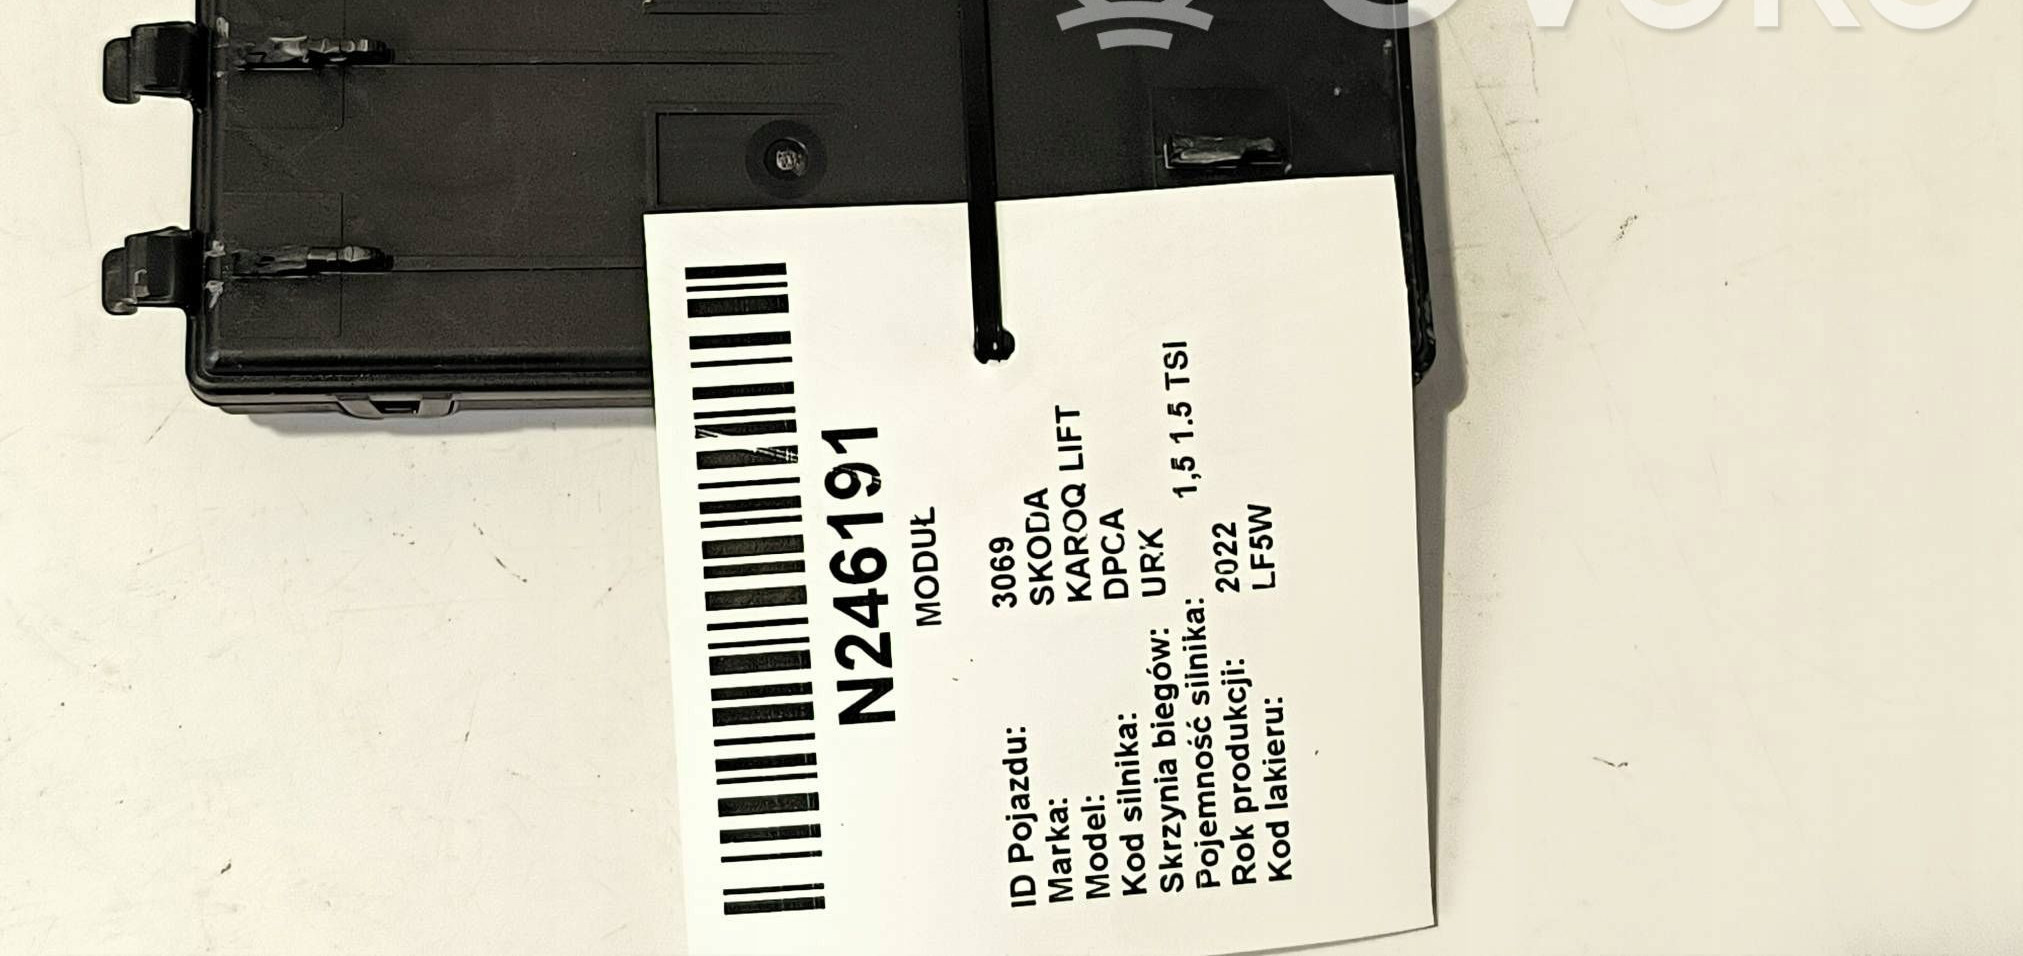 OVOKO
N246191
MODUŁ
ID Pojazdu: 3069
Marka: SKODA
Model: KAROQ LIFT
Kod silnika: DPCA
Skrzynia biegów: URK
Pojemność silnika: 1,5 1.5 TSI
Rok produkcji: 2022
Kod lakieru: LF5W